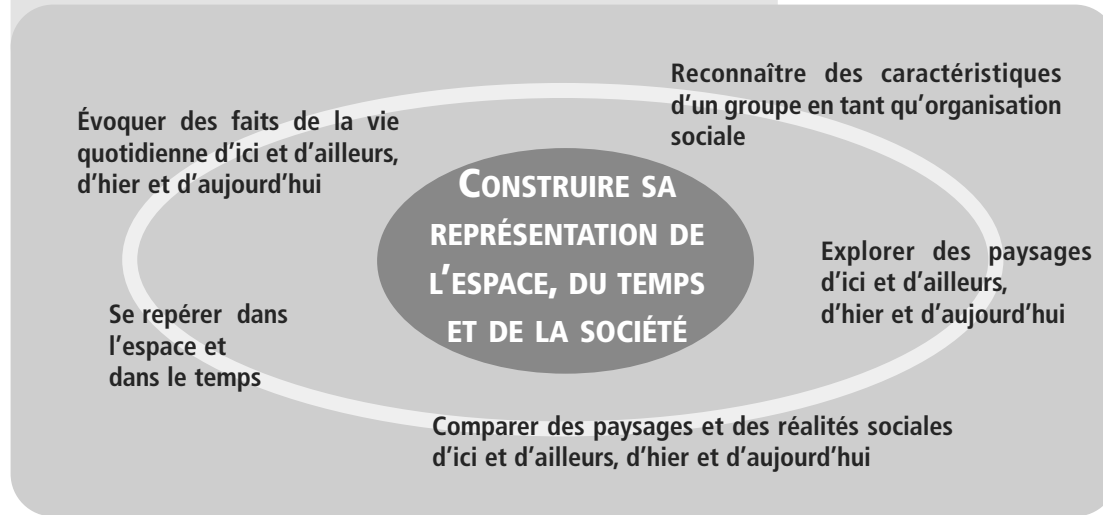 Reconnaître des caractéristiques
d'un groupe en tant qu'organisation
sociale
Évoquer des faits de la vie
quotidienne d'ici et d'ailleurs,
d'hier et d'aujourd'hui
CONSTRUIRE SA
REPRÉSENTATION DE
L'ESPACE, DU TEMPS
ET DE LA SOCIÉTÉ
Explorer des paysages
d'ici et d'ailleurs,
d'hier et d'aujourd'hui
Se repérer dans
l'espace et
dans le temps
Comparer des paysages et des réalités sociales
d'ici et d'ailleurs, d'hier et d'aujourd'hui